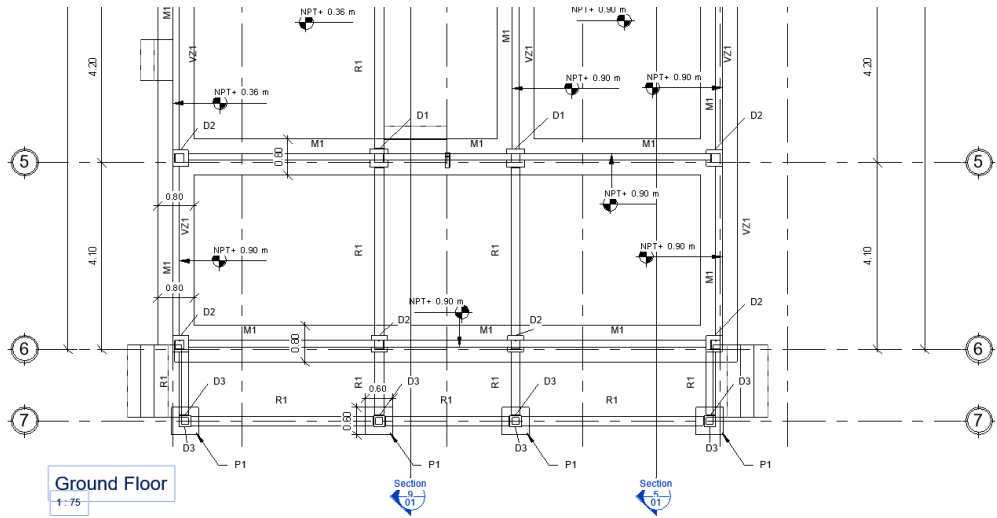 NPT+ 0.36 m
NPT+ 0.90 m
M1
VZ1
R1
M1
VZ1
VZ1
4.20
4.20
NPT+ 0.36 m
NPT+ 0.90 m
NPT+ 0.90 m
M1
D2
D1
D1
D2
M1
M1
M1
5
0.80
5
0.80
NPT+ 0.90 m
VZ1
VZ1
NPT+ 0.90 m
R1
R1
NPT+ 0.90 m
4.10
4.10
M1
M1
0.80
NPT+ 0.90 m
D2
D2
D2
D2
M1
M1
M1
0.80
6
6
R1
D3
R1
0.60
D3
R1
D3
R1
D3
R1
R1
R1
0.60
7
7
D3
D3
D3
P1
P1
P1
P1
Ground Floor
1 : 75
Section
9
01
Section
5
01